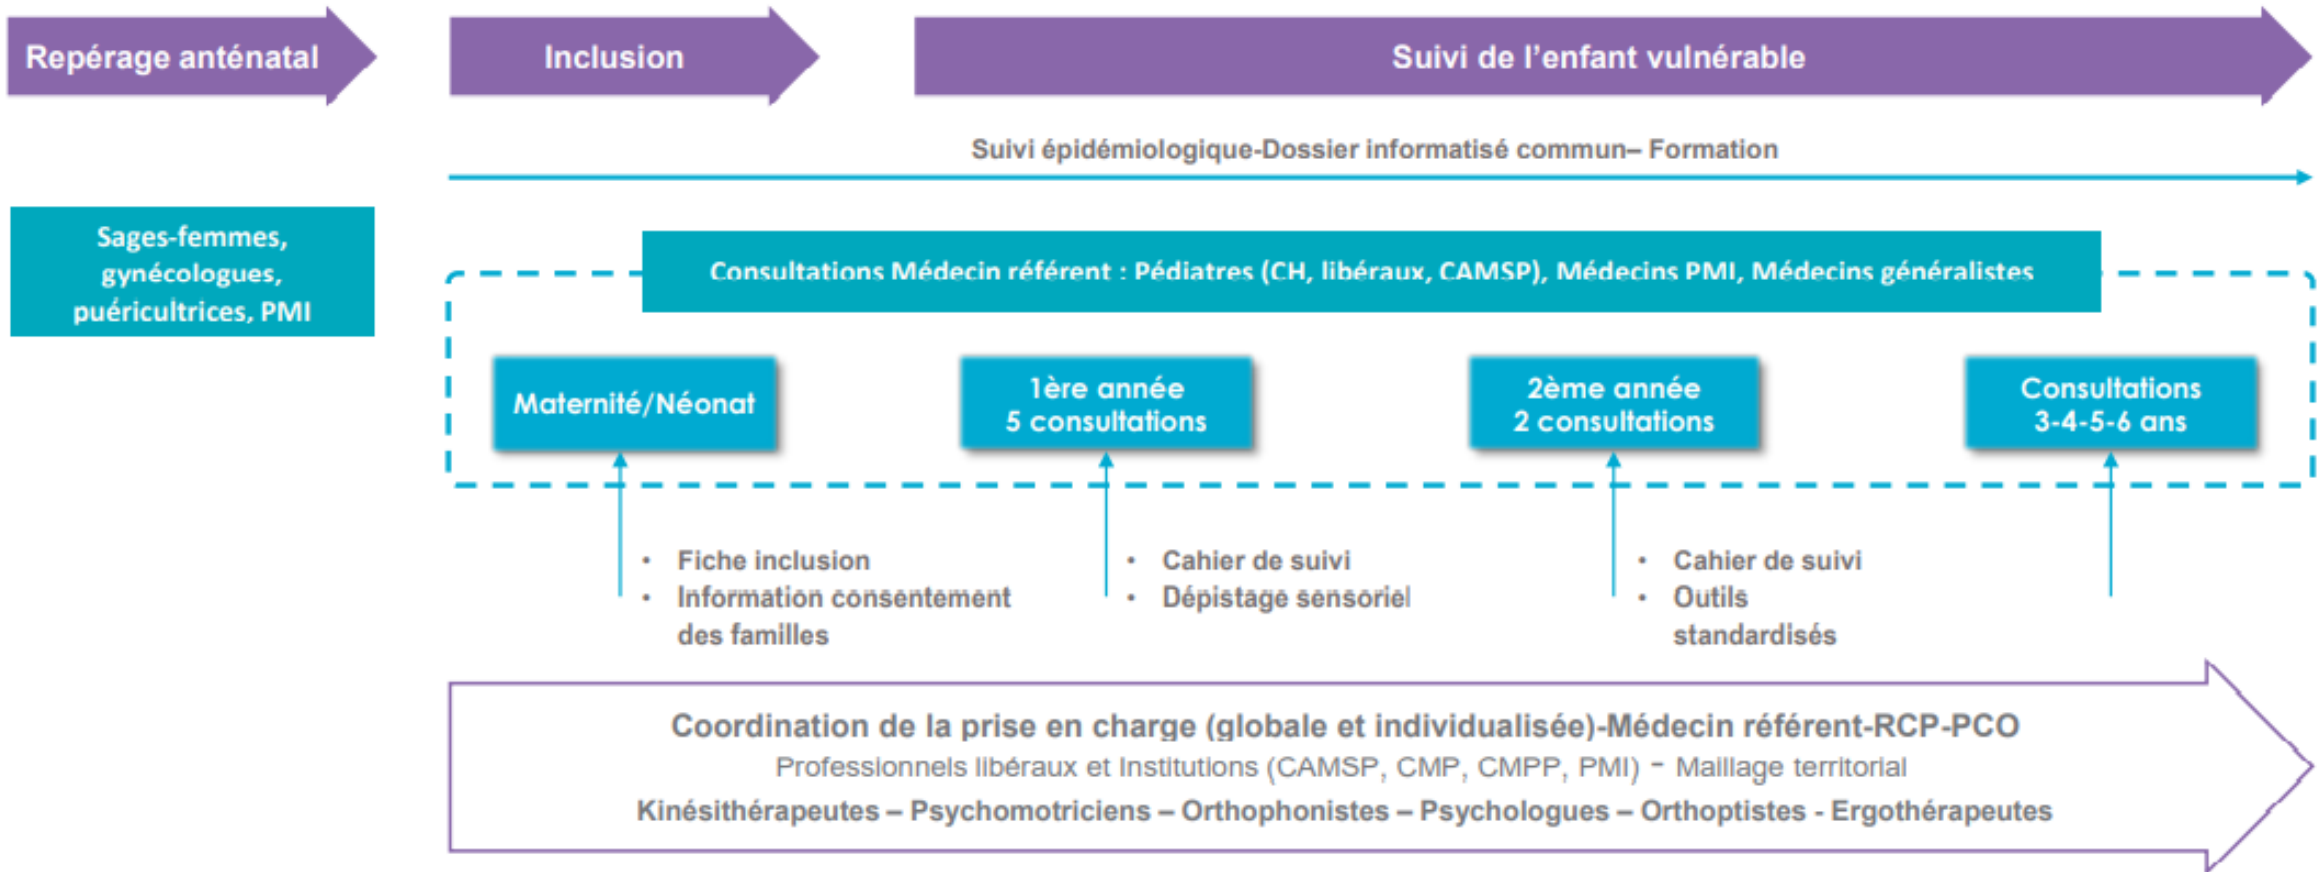 Repérage anténatal
Inclusion
Suivi de l’enfant vulnérable
Suivi épidémiologique-Dossier informatisé commun– Formation
Sages-femmes,
gynécologues,
puéricultrices, PMI
Consultations Médecin référent : Pédiatres (CH, libéraux, CAMSP), Médecins PMI, Médecins généralistes
Maternité/Néonat
1ère année
5 consultations
2ème année
2 consultations
Consultations
3-4-5-6 ans
• Fiche inclusion
• Information consentement
des familles
• Cahier de suivi
• Dépistage sensoriel
• Cahier de suivi
• Outils
standardisés
Coordination de la prise en charge (globale et individualisée)-Médecin référent-RCP-PCO
Professionnels libéraux et Institutions (CAMSP, CMP, CMPP, PMI) - Maillage territorial
Kinésithérapeutes – Psychomotriciens – Orthophonistes – Psychologues – Orthoptistes - Ergothérapeutes